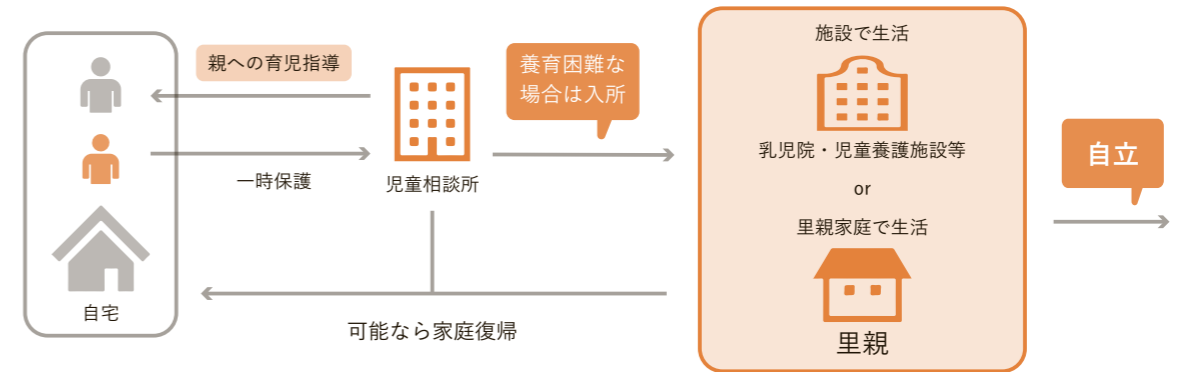 親への育児指導
一時保護
自宅
児童相談所
養育困難な
場合は入所
可能なら家庭復帰
施設で生活
乳児院・児童養護施設等
or
里親家庭で生活
里親
自立